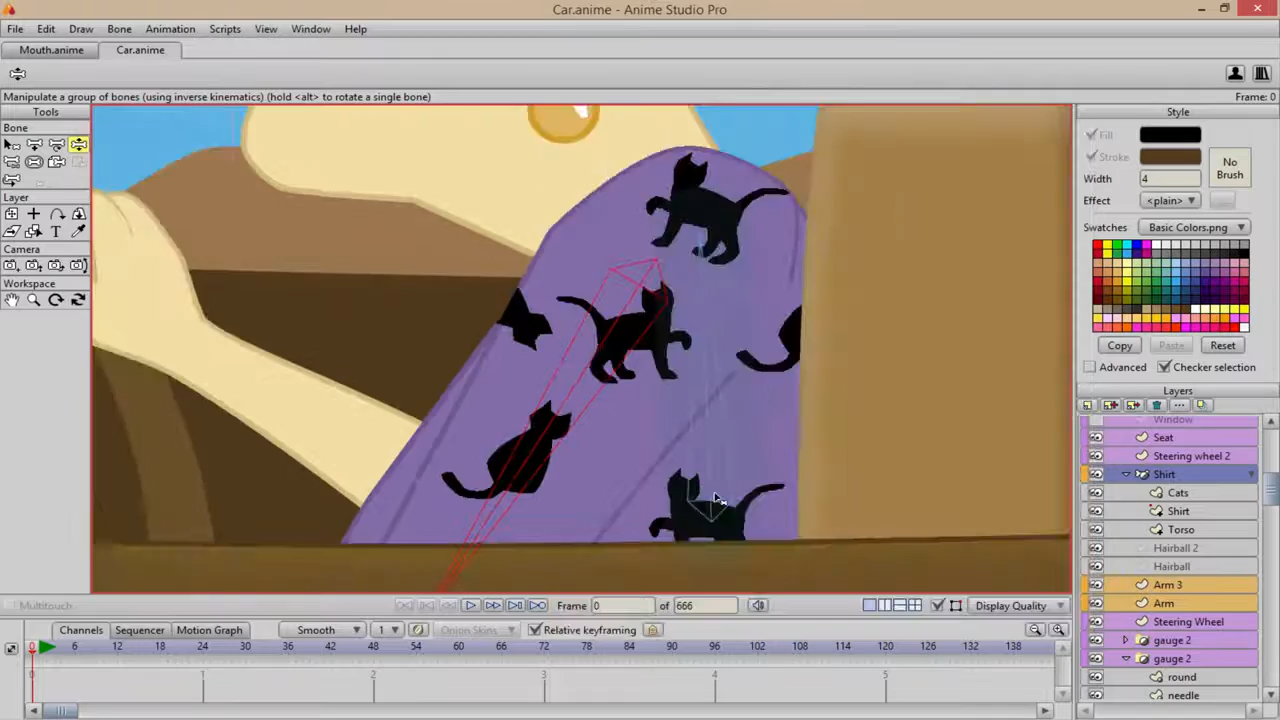 Car.anime - Anime Studio Pro
File Edit Draw Bone Animation Scripts View Window Help
Mouth.anime Car.anime
Manipulate a group of bones (using inverse kinematics) (hold <alt> to rotate a single bone) Frame: 0
Tools
Bone
Layer
Camera
Workspace
Style
Fill
Stroke
No Brush
Width 4
Effect <plain>
Swatches Basic Colors.png
Copy Paste Reset
Advanced Checker selection
Layers
Window
Seat
Steering wheel 2
Shirt
Cats
Shirt
Torso
Hairball 2
Hairball
Arm 3
Arm
Steering Wheel
gauge 2
gauge 2
round
needle
Multitouch Frame 0 of 666 Display Quality
Channels Sequencer Motion Graph Smooth 1 Onion Skins Relative keyframing
0 6 12 18 24 30 36 42 48 54 60 66 72 78 84 90 96 102 108 114 120 126 132 138
0 1 2 3 4 5